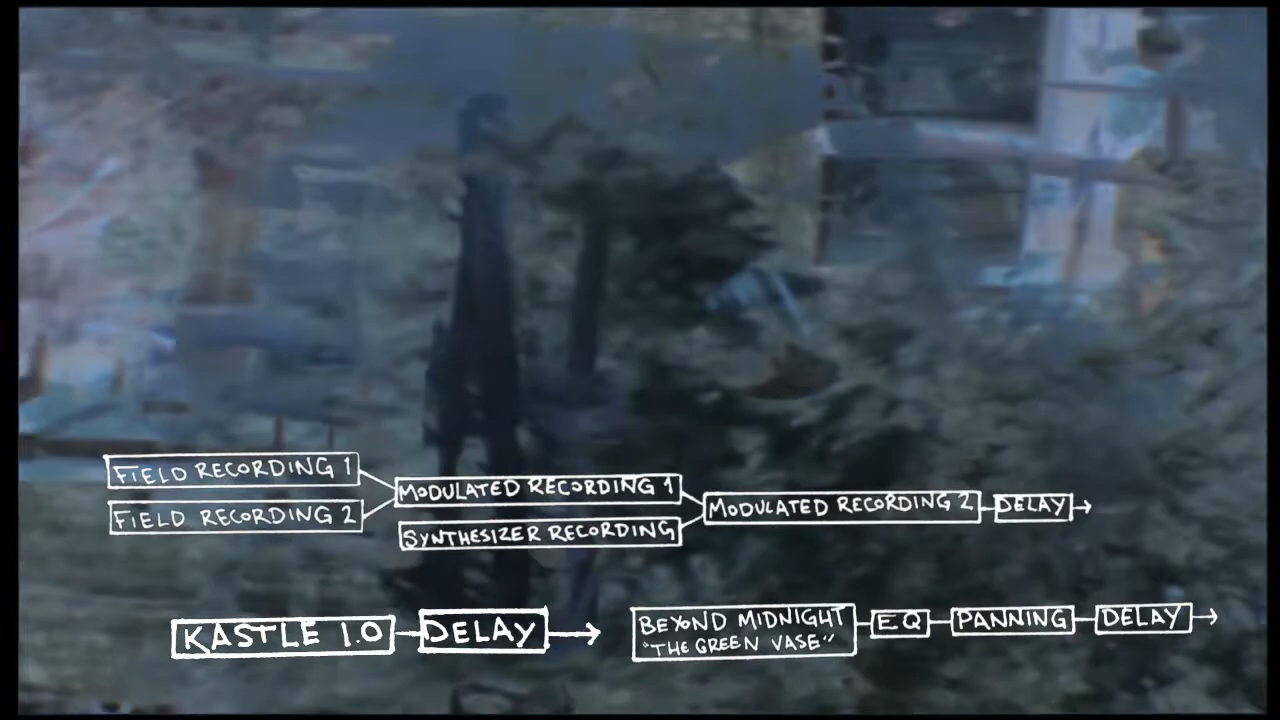 FIELD RECORDING 1
FIELD RECORDING 2
MODULATED RECORDING 1
SYNTHESIZER RECORDING
MODULATED RECORDING 2
DELAY
KASTLE 1.0
DELAY
BEYOND MIDNIGHT
"THE GREEN VASE"
EQ
PANNING
DELAY